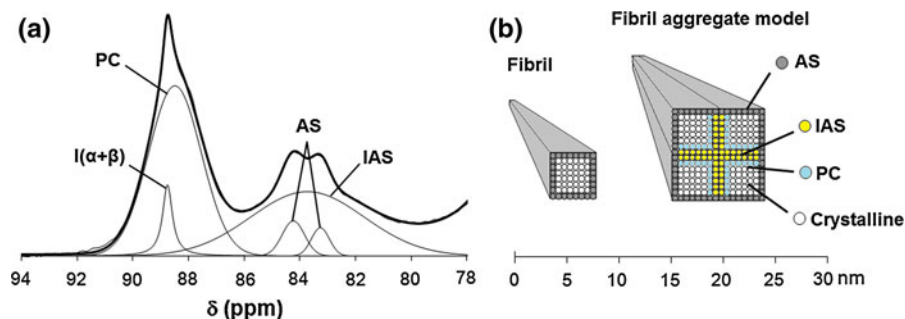 (a)
PC
I(α+β)
AS
IAS
94 92 90 88 86 84 82 80 78
δ (ppm)
(b)
Fibril aggregate model
Fibril
AS
IAS
PC
Crystalline
0 5 10 15 20 25 30 nm